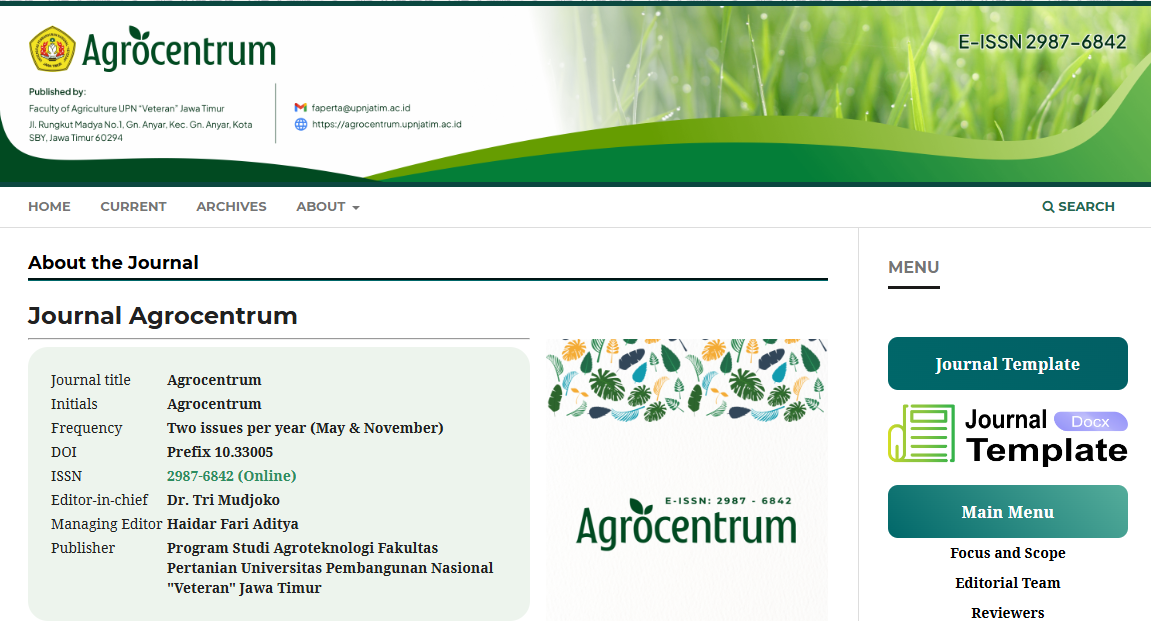 Agrocentrum
E-ISSN 2987-6842
Published by:
Faculty of Agriculture UPN "Veteran" Jawa Timur
Jl. Rungkut Madya No.1, Gn. Anyar, Kec. Gn. Anyar, Kota
SBY, Jawa Timur 60294
faperta@upnjatim.ac.id
https://agrocentrum.upnjatim.ac.id
HOME CURRENT ARCHIVES ABOUT SEARCH
About the Journal
Journal Agrocentrum
Journal title Agrocentrum
Initials Agrocentrum
Frequency Two issues per year (May & November)
DOI Prefix 10.33005
ISSN 2987-6842 (Online)
Editor-in-chief Dr. Tri Mudjoko
Managing Editor Haidar Fari Aditya
Publisher Program Studi Agroteknologi Fakultas
Pertanian Universitas Pembangunan Nasional
"Veteran" Jawa Timur
E-ISSN: 2987 - 6842
Agrocentrum
MENU
Journal Template
Journal Docx
Template
Main Menu
Focus and Scope
Editorial Team
Reviewers